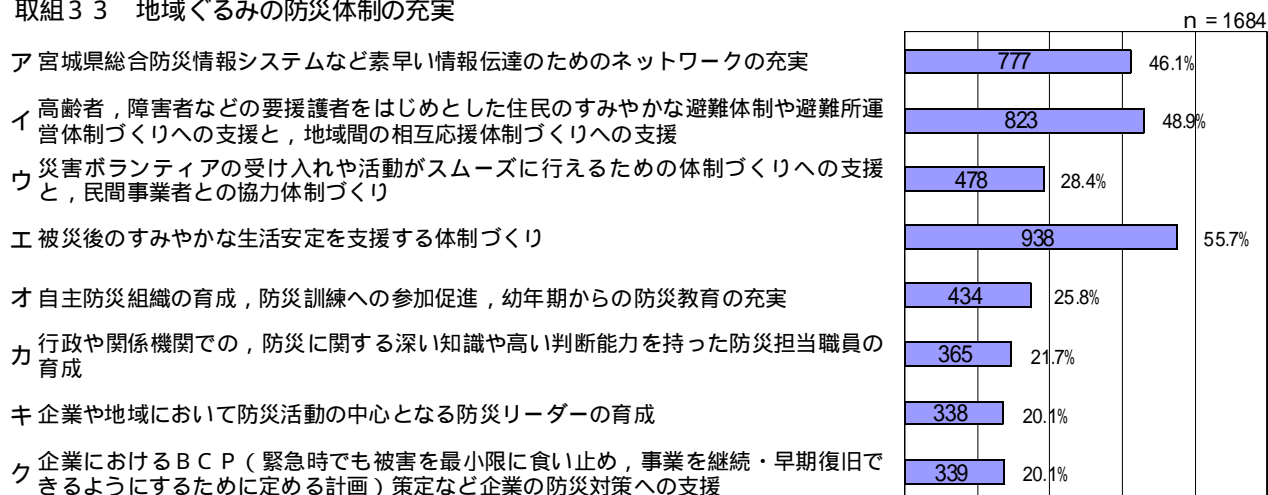 取組３３　地域ぐるみの防災体制の充実
n = 1684
ア 宮城県総合防災情報システムなど素早い情報伝達のためのネットワークの充実
777 46.1%
イ 高齢者，障害者などの要援護者をはじめとした住民のすみやかな避難体制や避難所運
営体制づくりへの支援と，地域間の相互応援体制づくりへの支援
823 48.9%
ウ 災害ボランティアの受け入れや活動がスムーズに行えるための体制づくりへの支援
と，民間事業者との協力体制づくり
478 28.4%
エ 被災後のすみやかな生活安定を支援する体制づくり
938 55.7%
オ 自主防災組織の育成，防災訓練への参加促進，幼年期からの防災教育の充実
434 25.8%
カ 行政や関係機関での，防災に関する深い知識や高い判断能力を持った防災担当職員の
育成
365 21.7%
キ 企業や地域において防災活動の中心となる防災リーダーの育成
338 20.1%
ク 企業におけるＢＣＰ（緊急時でも被害を最小限に食い止め，事業を継続・早期復旧で
きるようにするために定める計画）策定など企業の防災対策への支援
339 20.1%